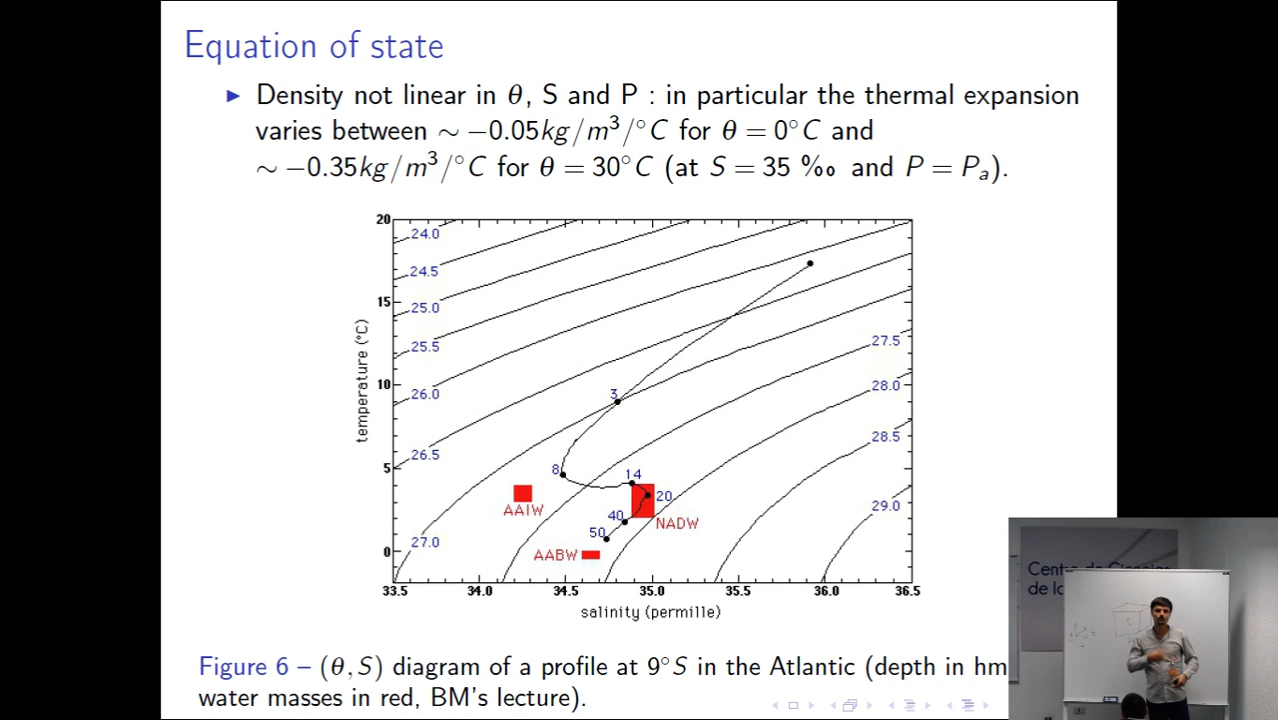 Equation of state
▶ Density not linear in θ, S and P : in particular the thermal expansion
varies between ∼ −0.05kg/m³/°C for θ = 0°C and
∼ −0.35kg/m³/°C for θ = 30°C (at S = 35 ‰ and P = Pₐ).
20
15
10
5
0
temperature (°C)
24.0
24.5
25.0
25.5
26.0
26.5
27.0
27.5
28.0
28.5
29.0
3
8
14
20
40
50
AAIW
NADW
AABW
33.5 34.0 34.5 35.0 35.5 36.0 36.5
salinity (permille)
Figure 6 – (θ, S) diagram of a profile at 9°S in the Atlantic (depth in hm
water masses in red, BM's lecture).
Centro de Ciencias
de lo